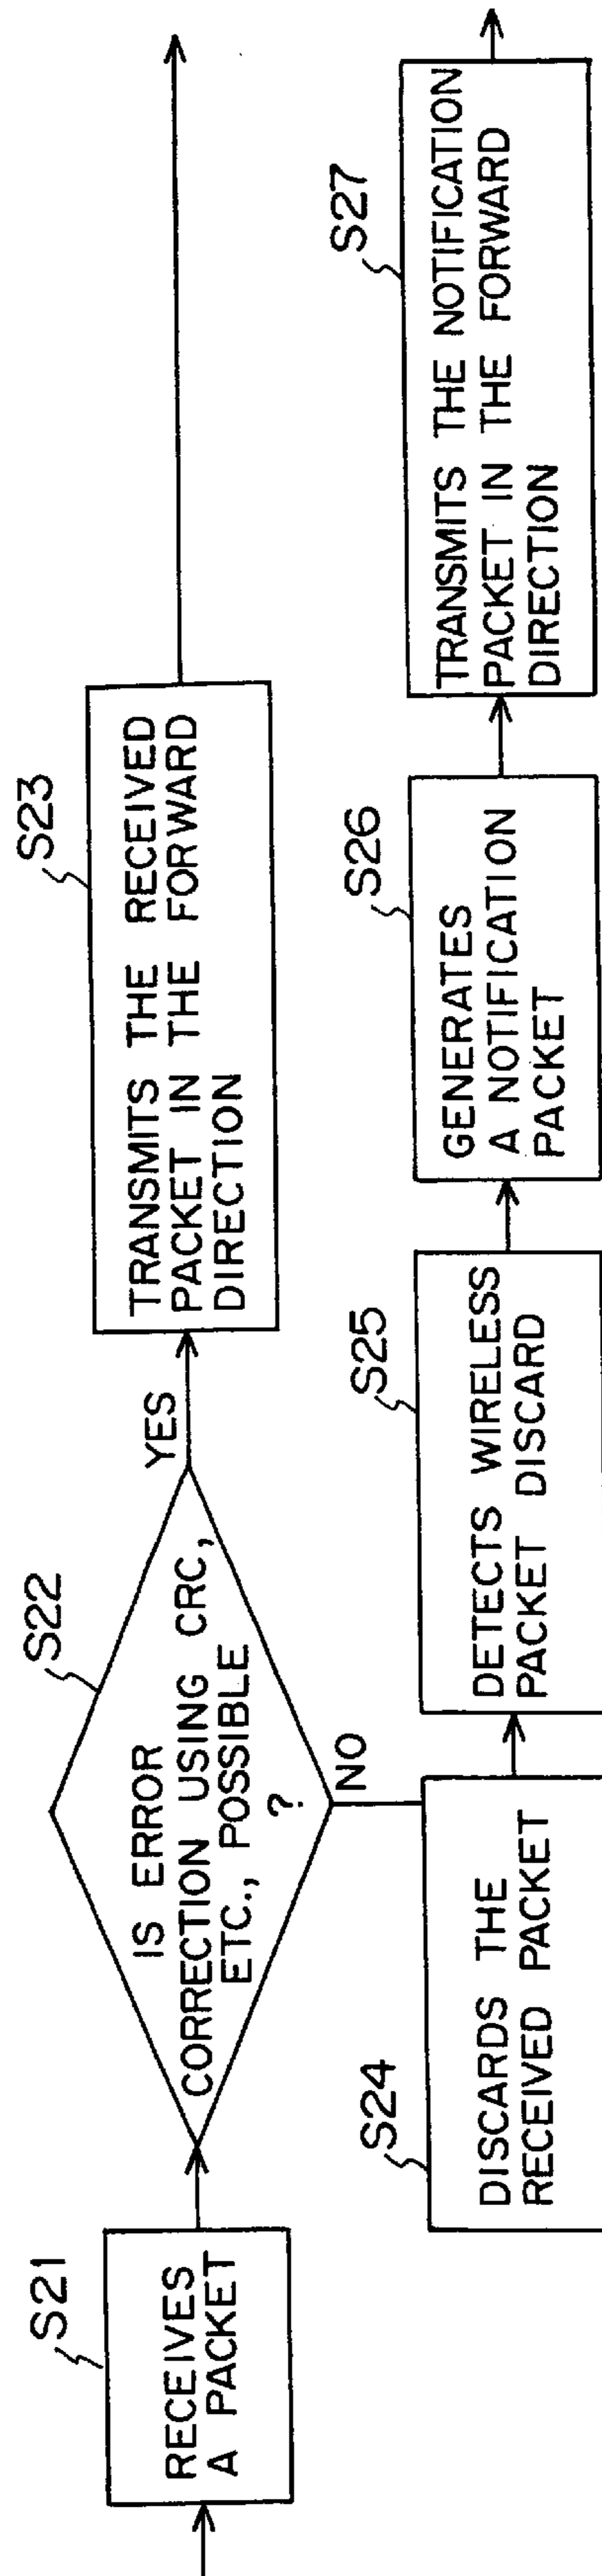 S21
RECEIVES
A PACKET
S22
IS ERROR
CORRECTION USING CRC,
ETC., POSSIBLE
?
YES
NO
S23
TRANSMITS THE RECEIVED
PACKET IN THE FORWARD
DIRECTION
S24
DISCARDS THE
RECEIVED PACKET
S25
DETECTS WIRELESS
PACKET DISCARD
S26
GENERATES
A NOTIFICATION
PACKET
S27
TRANSMITS THE NOTIFICATION
PACKET IN THE FORWARD
DIRECTION